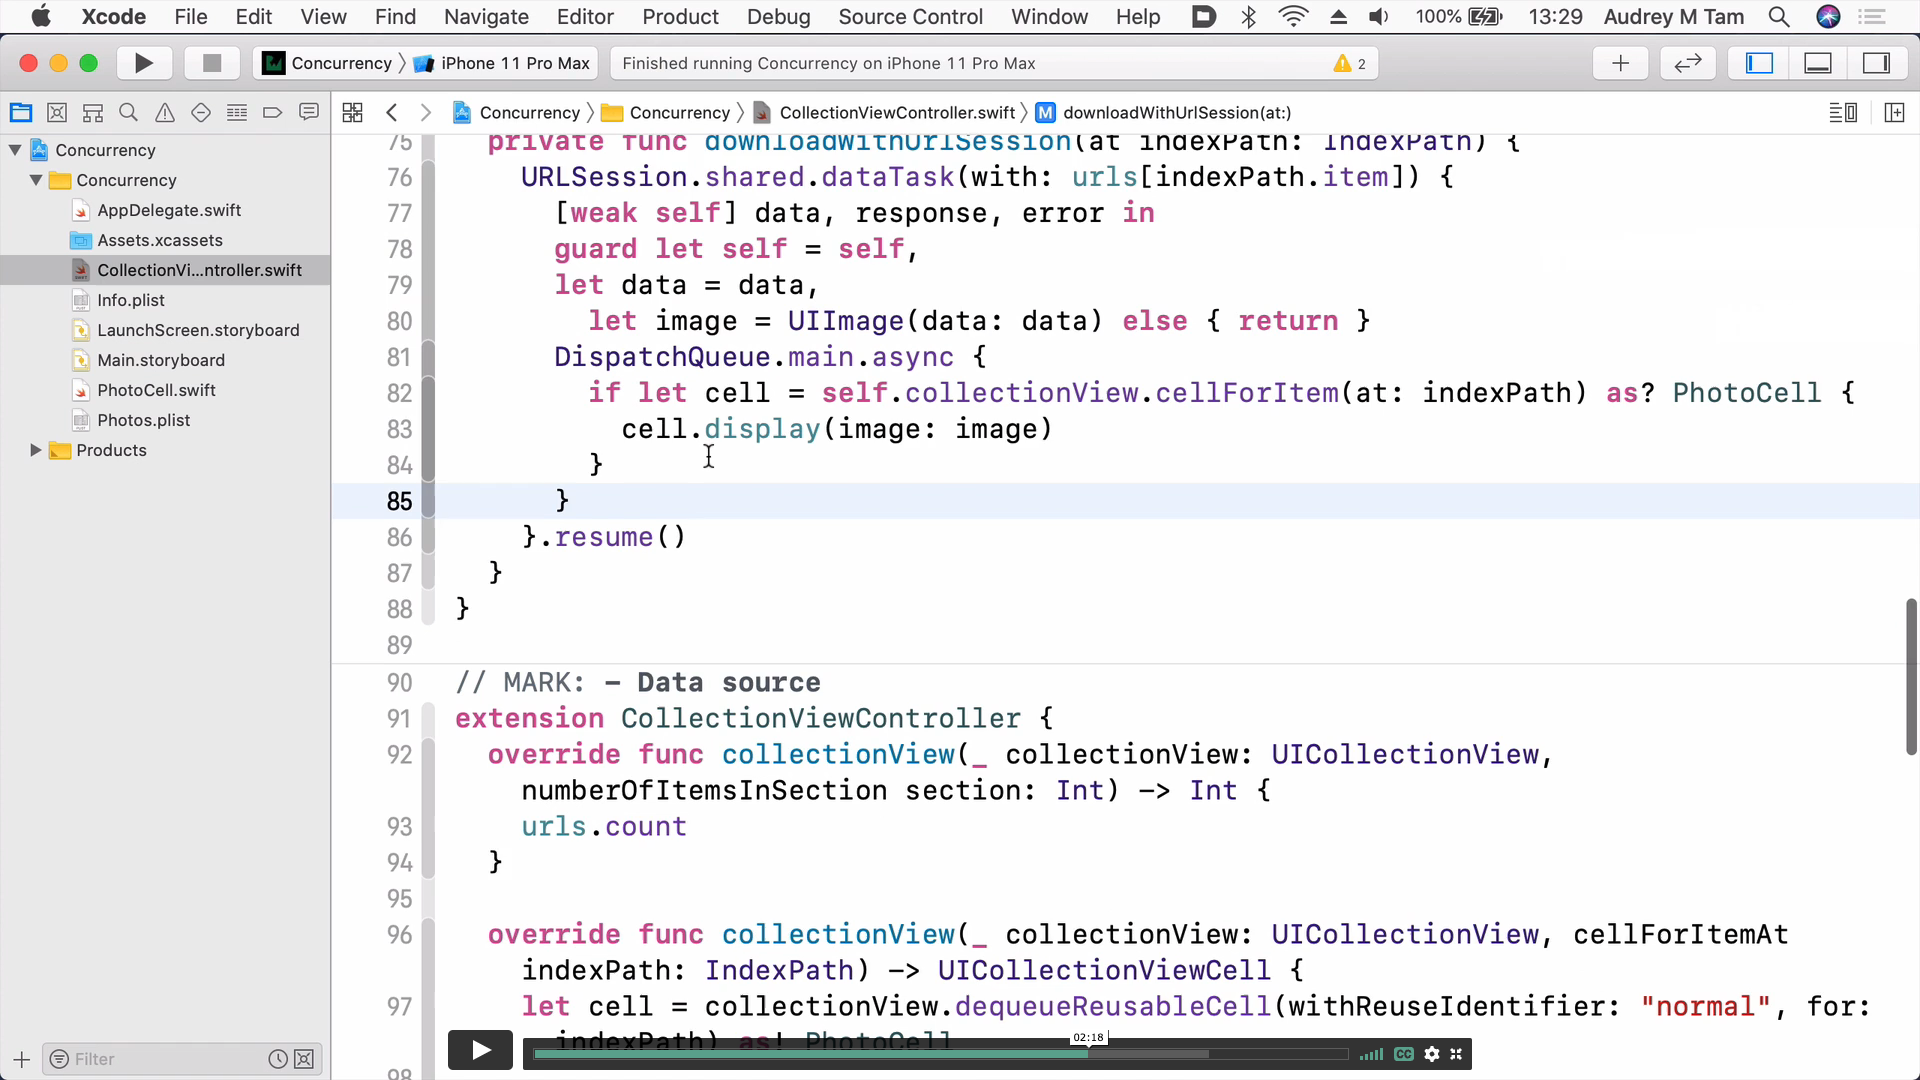 Xcode File Edit View Find Navigate Editor Product Debug Source Control Window Help 100% 13:29 Audrey M Tam
Concurrency iPhone 11 Pro Max Finished running Concurrency on iPhone 11 Pro Max 2
Concurrency Concurrency CollectionViewController.swift M downloadWithUrlSession(at:)
Concurrency
Concurrency
AppDelegate.swift
Assets.xcassets
CollectionVi...ntroller.swift
Info.plist
LaunchScreen.storyboard
Main.storyboard
PhotoCell.swift
Photos.plist
Products
Filter
75 private func downloadWithUrlSession(at indexPath: IndexPath) {
76 URLSession.shared.dataTask(with: urls[indexPath.item]) {
77 [weak self] data, response, error in
78 guard let self = self,
79 let data = data,
80 let image = UIImage(data: data) else { return }
81 DispatchQueue.main.async {
82 if let cell = self.collectionView.cellForItem(at: indexPath) as? PhotoCell {
83 cell.display(image: image)
84 }
85 }
86 }.resume()
87 }
88 }
89
90 // MARK: - Data source
91 extension CollectionViewController {
92 override func collectionView(_ collectionView: UICollectionView,
numberOfItemsInSection section: Int) -> Int {
93 urls.count
94 }
95
96 override func collectionView(_ collectionView: UICollectionView, cellForItemAt
indexPath: IndexPath) -> UICollectionViewCell {
97 let cell = collectionView.dequeueReusableCell(withReuseIdentifier: "normal", for:
indexPath) as! PhotoCell
98
02:18
CC